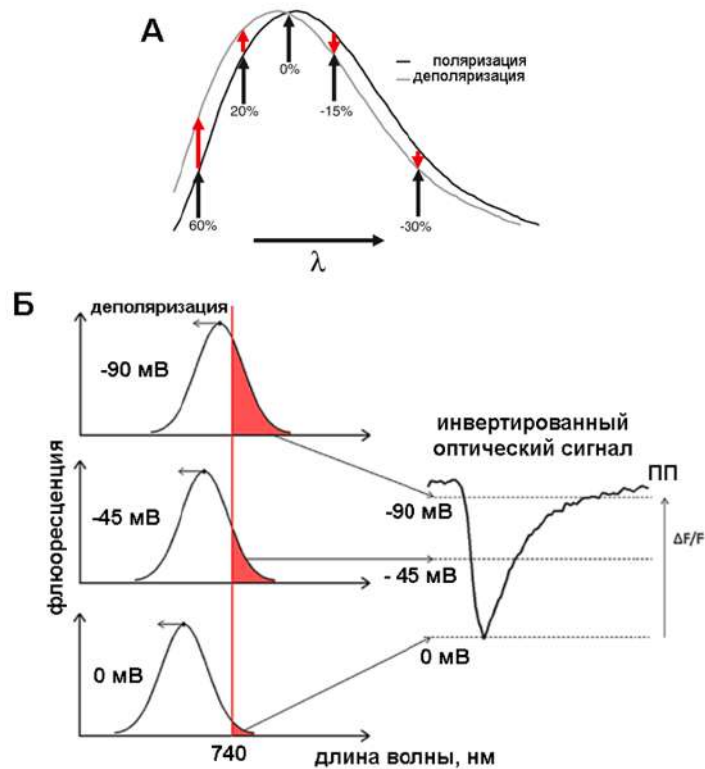 А
поляризация
деполяризация
0%
20%
-15%
60%
-30%
λ
Б
деполяризация
-90 мВ
-45 мВ
0 мВ
флюоресценция
740
длина волны, нм
инвертированный
оптический сигнал
ПП
-90 мВ
ΔF/F
- 45 мВ
0 мВ